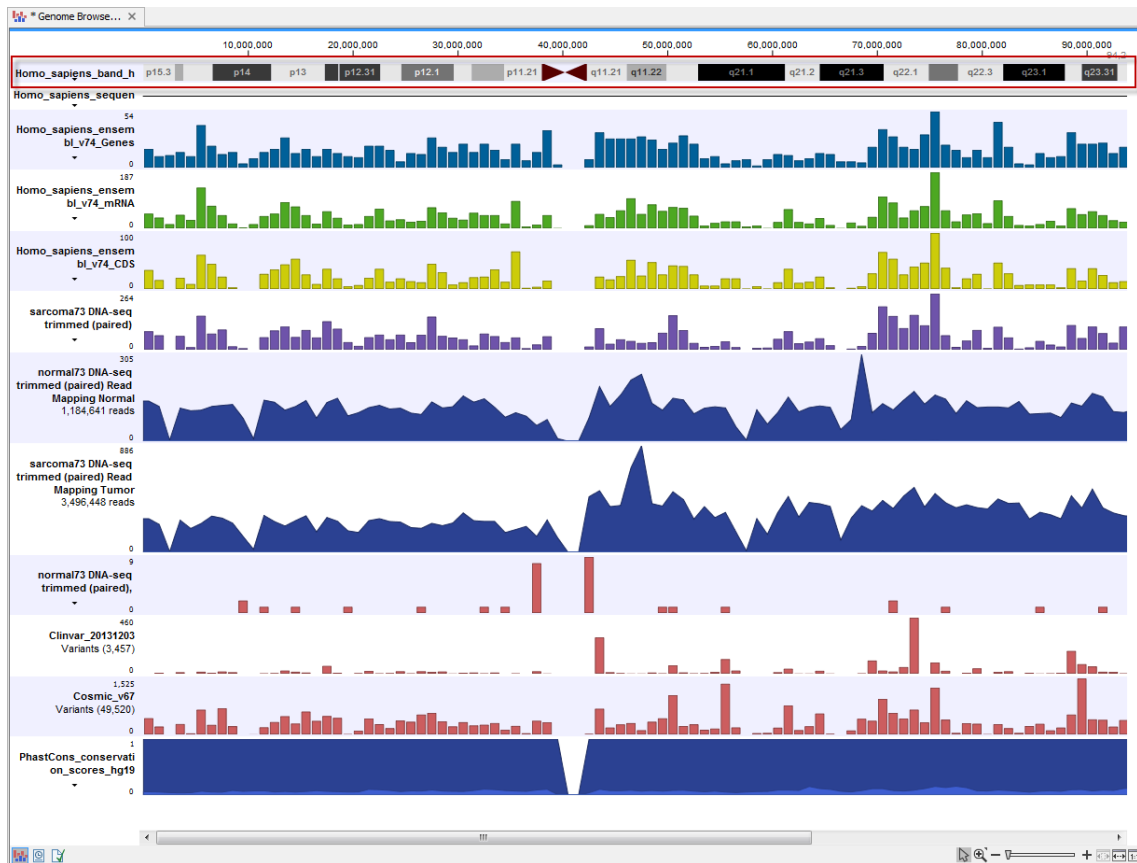 * Genome Browse...
10,000,000 20,000,000 30,000,000 40,000,000 50,000,000 60,000,000 70,000,000 80,000,000 90,000,000
94,2
Homo_sapiens_band_h p15.3 p14 p13 p12.31 p12.1 p11.21 q11.21 q11.22 q21.1 q21.2 q21.3 q22.1 q22.3 q23.1 q23.31
Homo_sapiens_sequen
54
Homo_sapiens_ensem
bl_v74_Genes
0
187
Homo_sapiens_ensem
bl_v74_mRNA
0
100
Homo_sapiens_ensem
bl_v74_CDS
0
264
sarcoma73 DNA-seq
trimmed (paired)
0
305
normal73 DNA-seq
trimmed (paired) Read
Mapping Normal
1,184,641 reads
0
886
sarcoma73 DNA-seq
trimmed (paired) Read
Mapping Tumor
3,496,448 reads
0
9
normal73 DNA-seq
trimmed (paired),
0
460
Clinvar_20131203
Variants (3,457)
0
1,525
Cosmic_v67
Variants (49,520)
0
1
PhastCons_conservati
on_scores_hg19
0